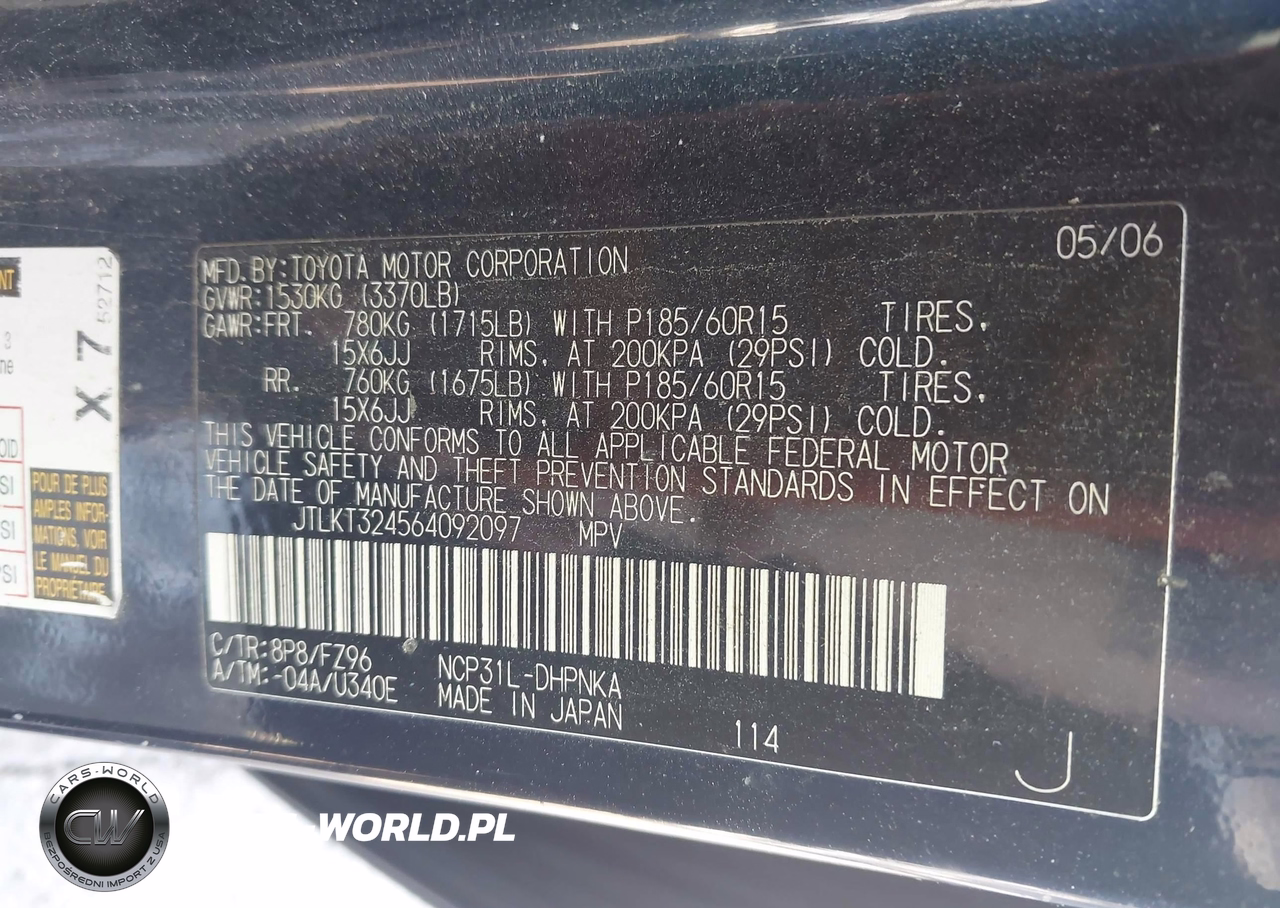 05/06
MFD.BY:TOYOTA MOTOR CORPORATION
GVWR:1530KG (3370LB)
GAWR:FRT. 780KG (1715LB) WITH P185/60R15 TIRES,
15X6JJ RIMS, AT 200KPA (29PSI) COLD.
RR. 760KG (1675LB) WITH P185/60R15 TIRES,
15X6JJ RIMS, AT 200KPA (29PSI) COLD.
THIS VEHICLE CONFORMS TO ALL APPLICABLE FEDERAL MOTOR
VEHICLE SAFETY AND THEFT PREVENTION STANDARDS IN EFFECT ON
THE DATE OF MANUFACTURE SHOWN ABOVE.
JTLKT324564092097 MPV
C/TR:8P8/FZ96
A/TM:-04A/U340E
NCP31L-DHPNKA
MADE IN JAPAN
114
J
X 7
52712
POUR DE PLUS
AMPLES INFOR-
MATIONS, VOIR
LE MANUEL DU
PROPRIÉTAIRE
CARS-WORLD
CW
BEZPOŚREDNI IMPORT Z USA
WORLD.PL